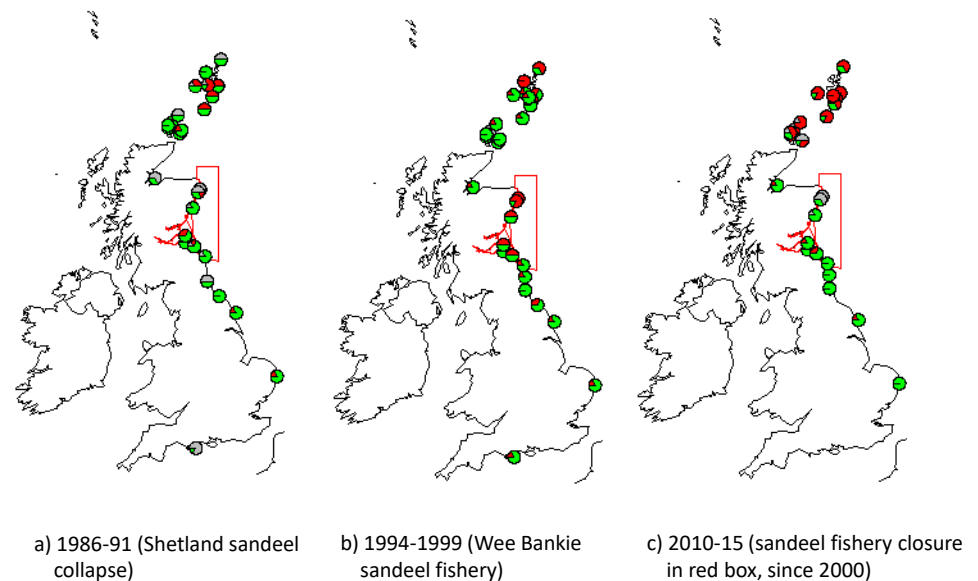 a) 1986-91 (Shetland sandeel
collapse)
b) 1994-1999 (Wee Bankie
sandeel fishery)
c) 2010-15 (sandeel fishery closure
in red box, since 2000)